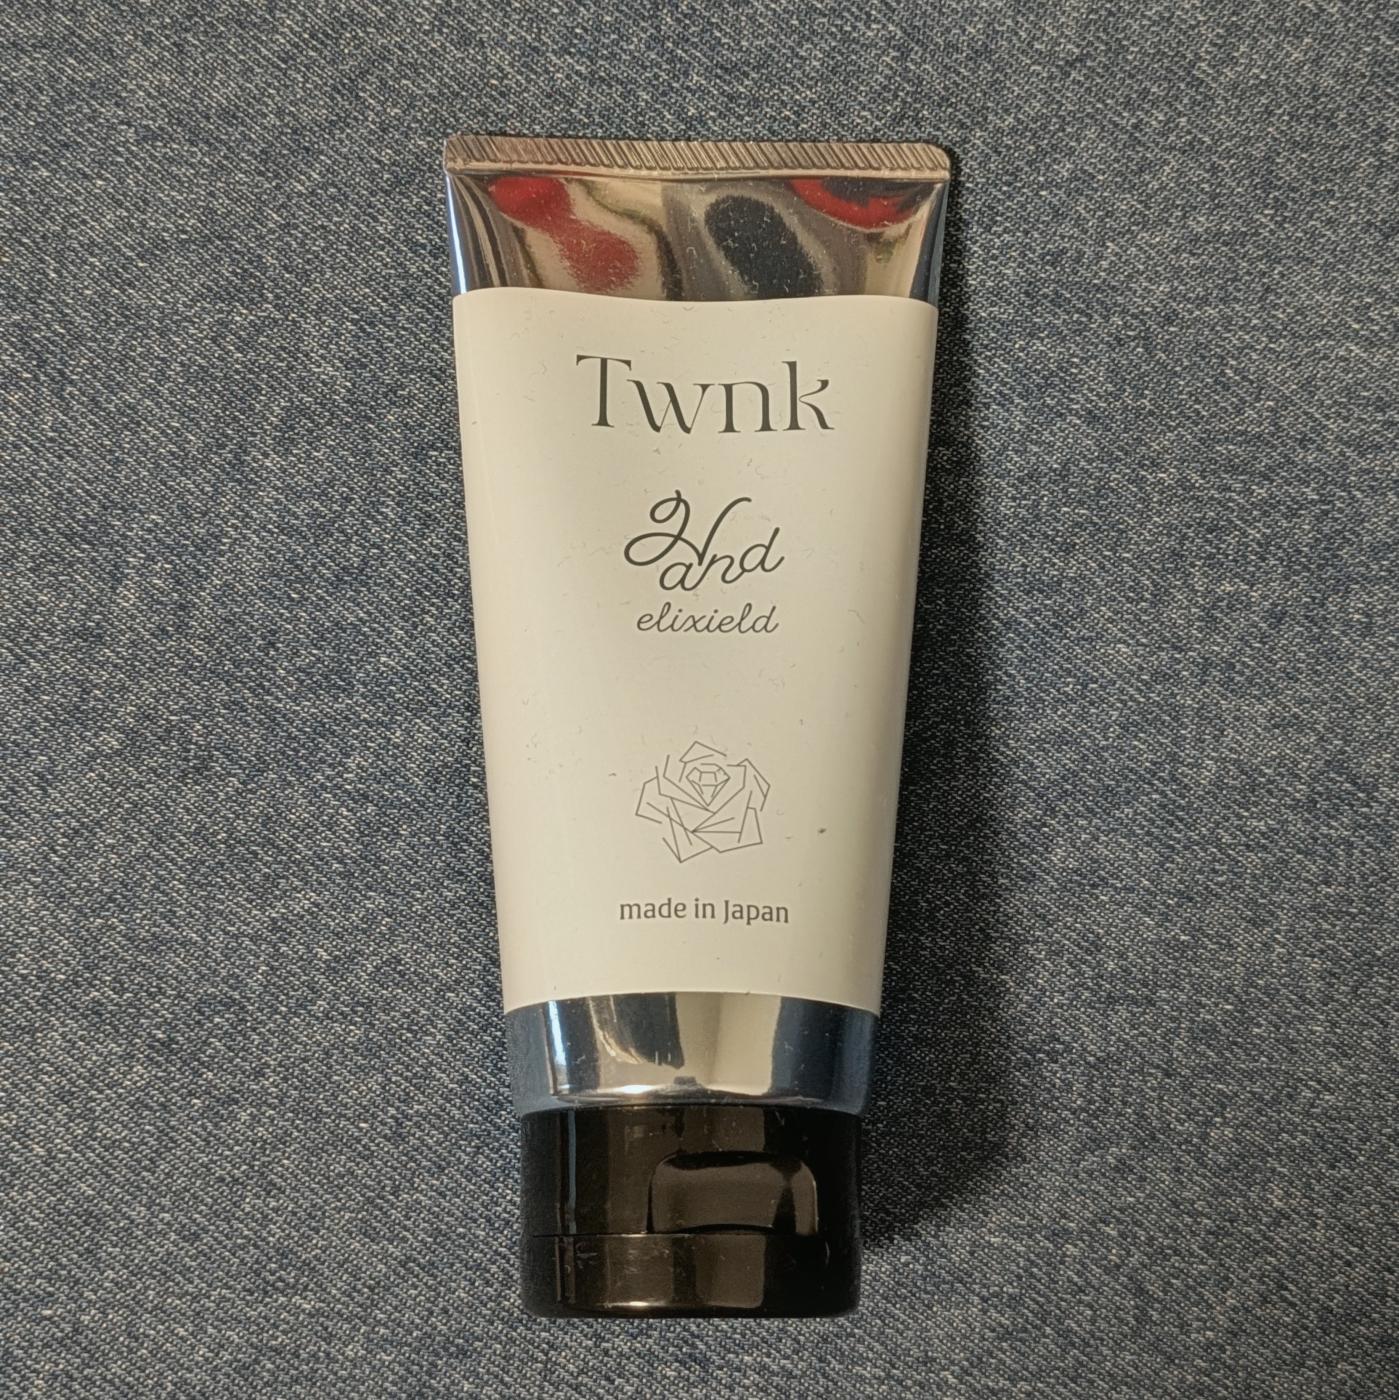 Twnk
Hand
elixield
made in Japan